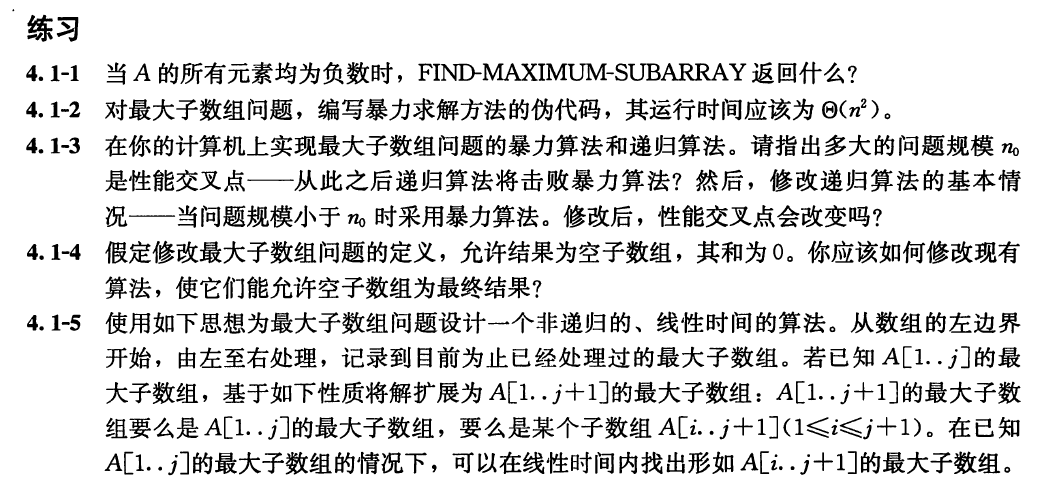 练习
4.1-1 当 A 的所有元素均为负数时，FIND-MAXIMUM-SUBARRAY 返回什么？
4.1-2 对最大子数组问题，编写暴力求解方法的伪代码，其运行时间应该为 Θ(n²)。
4.1-3 在你的计算机上实现最大子数组问题的暴力算法和递归算法。请指出多大的问题规模 n₀
是性能交叉点——从此之后递归算法将击败暴力算法？然后，修改递归算法的基本情
况——当问题规模小于 n₀ 时采用暴力算法。修改后，性能交叉点会改变吗？
4.1-4 假定修改最大子数组问题的定义，允许结果为空子数组，其和为 0。你应该如何修改现有
算法，使它们能允许空子数组为最终结果？
4.1-5 使用如下思想为最大子数组问题设计一个非递归的、线性时间的算法。从数组的左边界
开始，由左至右处理，记录到目前为止已经处理过的最大子数组。若已知 A[1..j]的最
大子数组，基于如下性质将解扩展为 A[1..j+1]的最大子数组：A[1..j+1]的最大子数
组要么是 A[1..j]的最大子数组，要么是某个子数组 A[i..j+1](1≤i≤j+1)。在已知
A[1..j]的最大子数组的情况下，可以在线性时间内找出形如 A[i..j+1]的最大子数组。